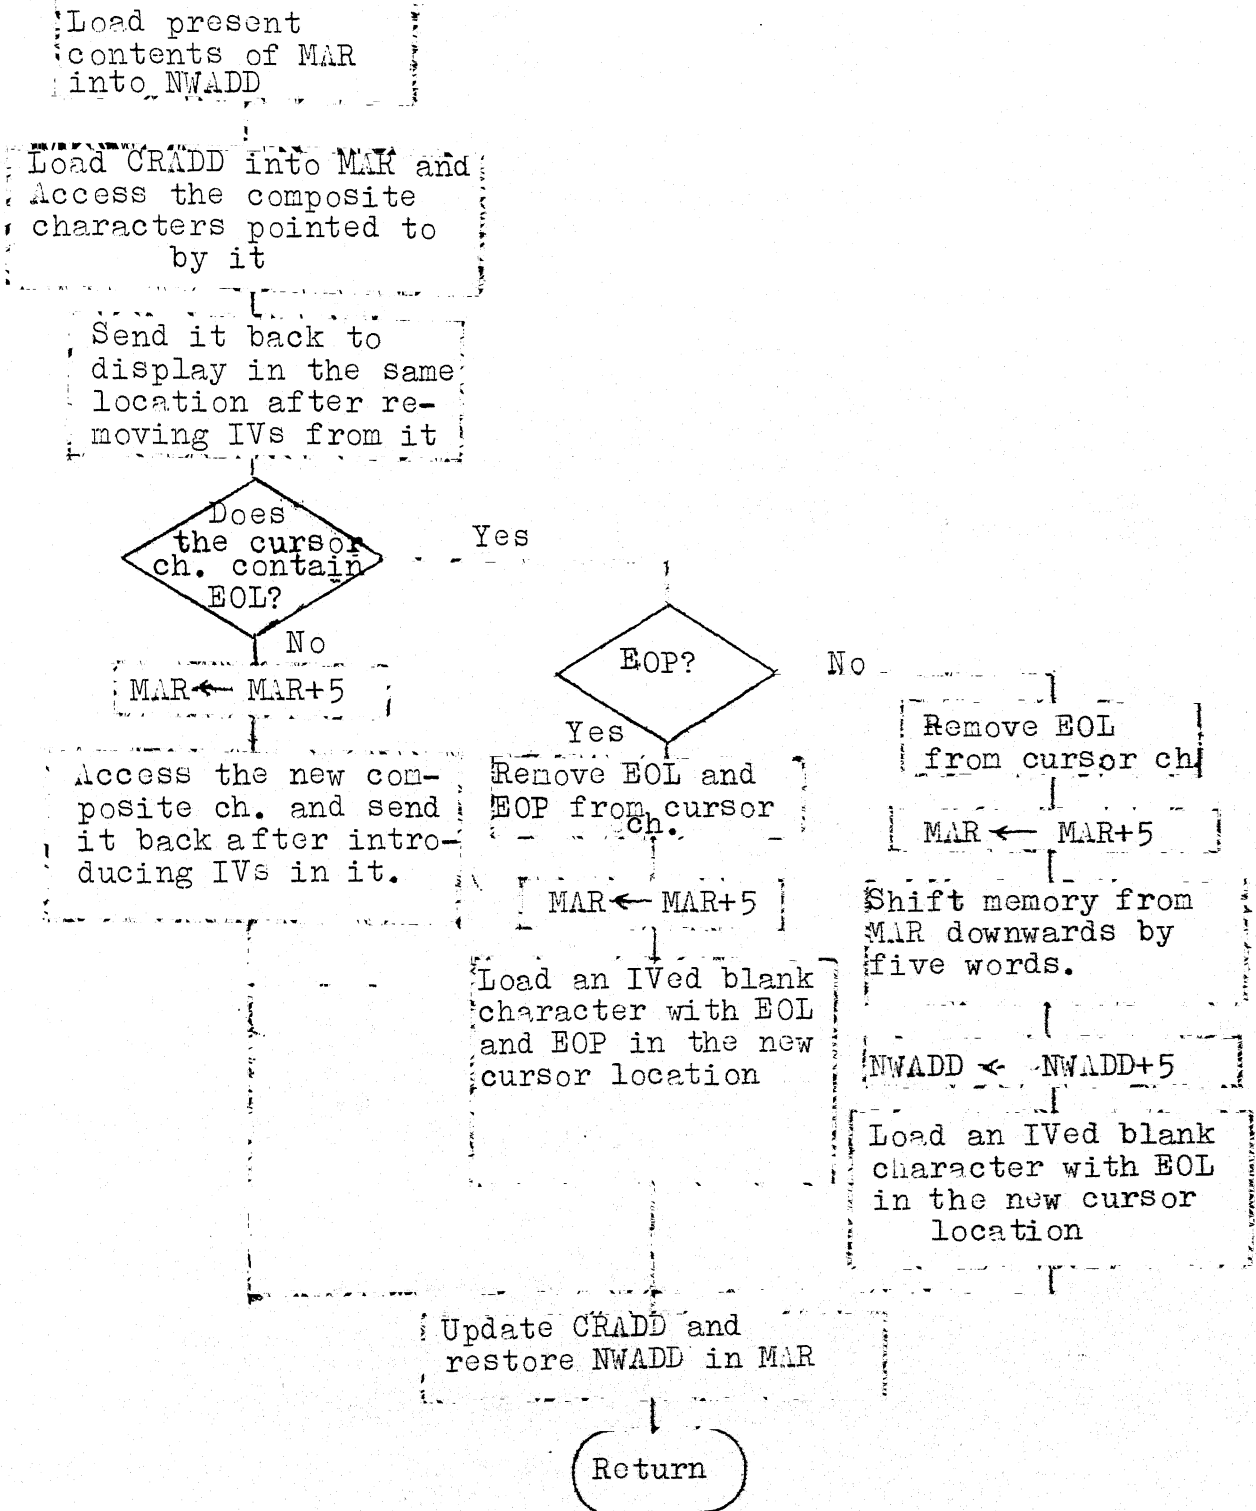 Load present
contents of MAR
into NWADD
Load CRADD into MAR and
Access the composite
characters pointed to
by it
Send it back to
display in the same
location after re-
moving IVs from it
Does
the cursor
ch. contain
EOL?
Yes
No
EOP?
No
Yes
MAR ← MAR+5
Access the new com-
posite ch. and send
it back after intro-
ducing IVs in it.
Remove EOL and
EOP from cursor
ch.
MAR ← MAR+5
Load an IVed blank
character with EOL
and EOP in the new
cursor location
Remove EOL
from cursor ch
MAR ← MAR+5
Shift memory from
MAR downwards by
five words.
NWADD ← NWADD+5
Load an IVed blank
character with EOL
in the new cursor
location
Update CRADD and
restore NWADD in MAR
Return